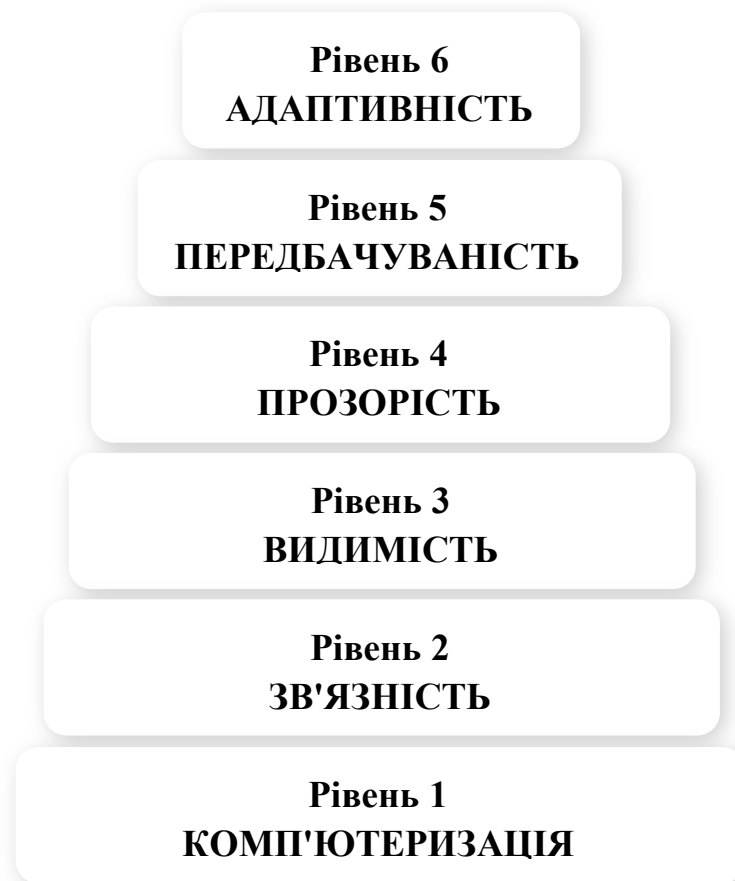 Рівень 6
АДАПТИВНІСТЬ
Рівень 5
ПЕРЕДБАЧУВАНІСТЬ
Рівень 4
ПРОЗОРІСТЬ
Рівень 3
ВИДИМІСТЬ
Рівень 2
ЗВ'ЯЗНІСТЬ
Рівень 1
КОМП'ЮТЕРИЗАЦІЯ